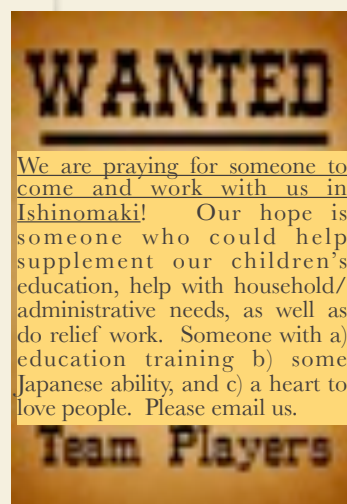 WANTED
We are praying for someone to
come and work with us in
Ishinomaki! Our hope is
someone who could help
supplement our children's
education, help with household/
administrative needs, as well as
do relief work. Someone with a)
education training b) some
Japanese ability, and c) a heart to
love people. Please email us.
Team Players